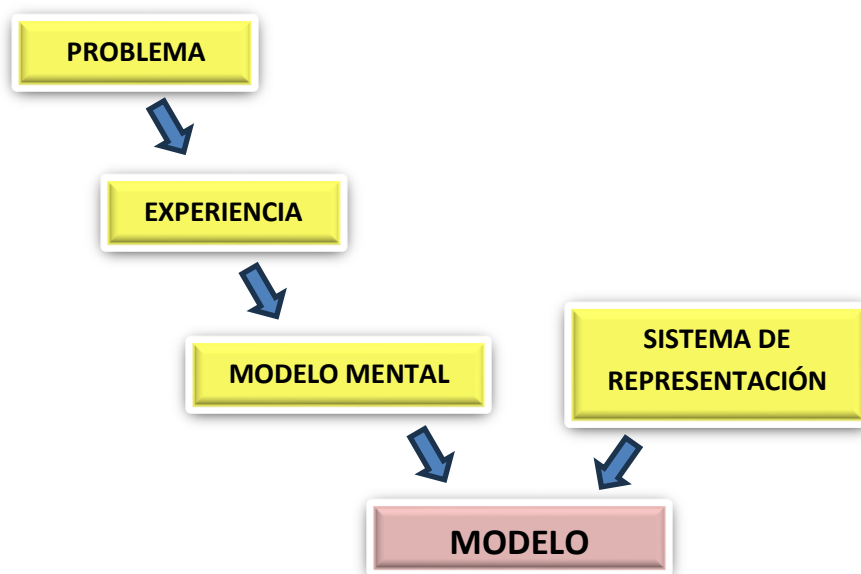 PROBLEMA
EXPERIENCIA
MODELO MENTAL
SISTEMA DE
REPRESENTACIÓN
MODELO